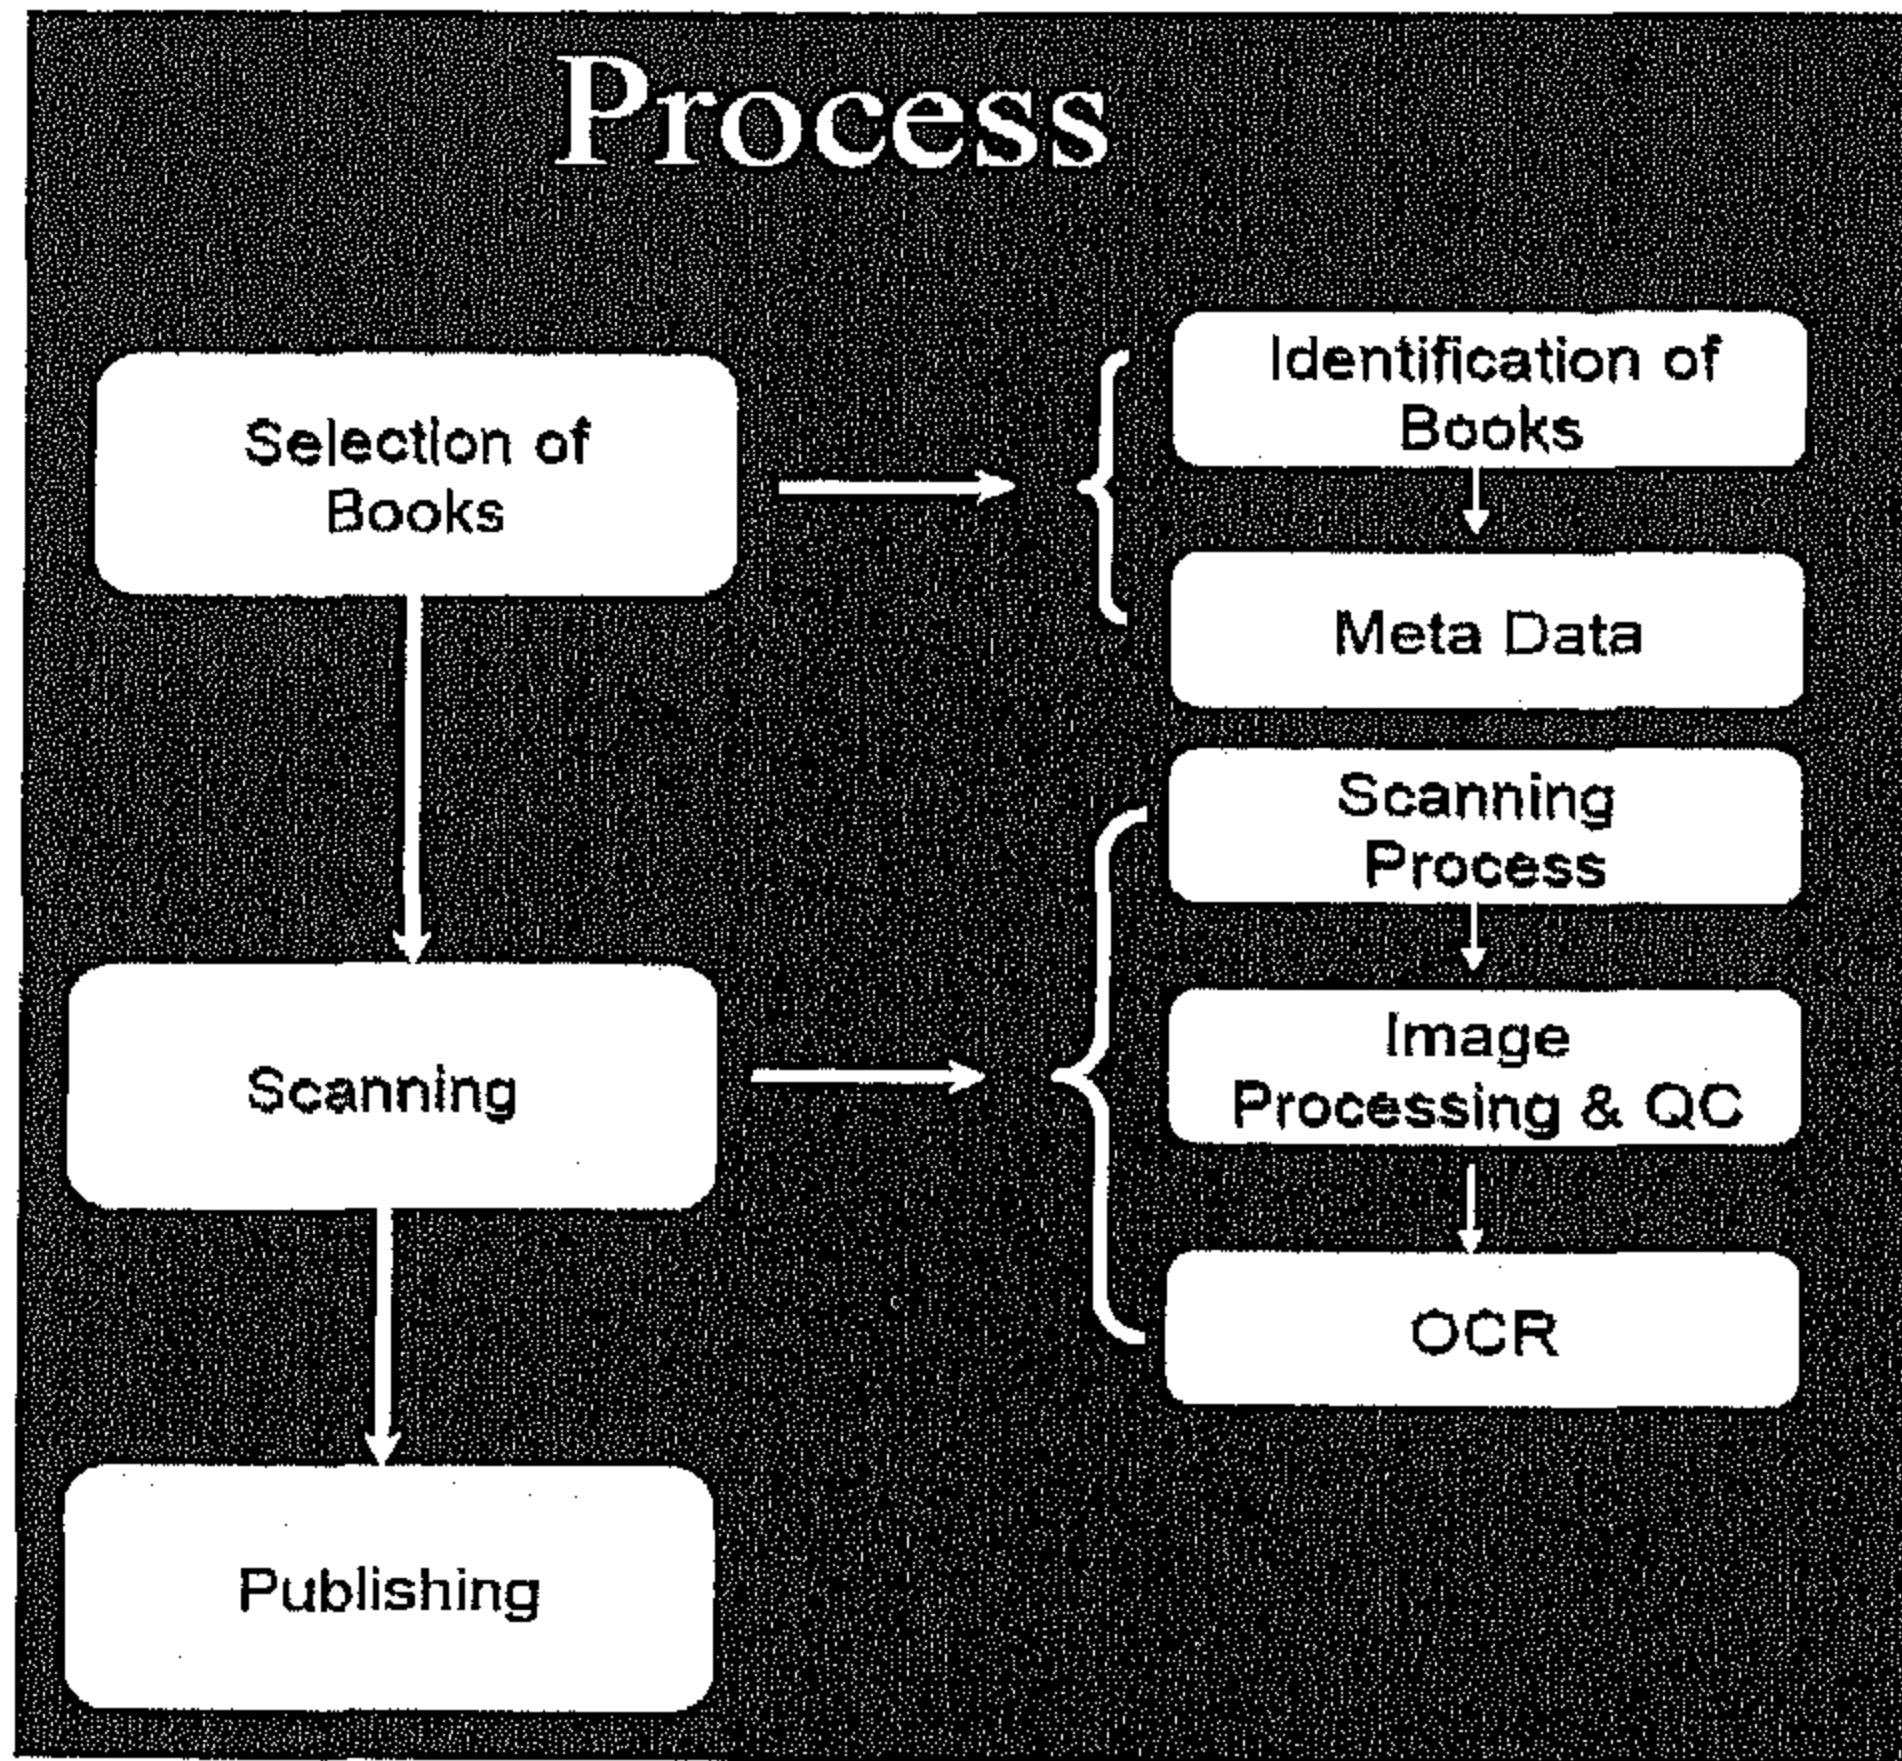 Process
Selection of
Books
Identification of
Books
Meta Data
Scanning
Process
Scanning
Image
Processing & QC
OCR
Publishing